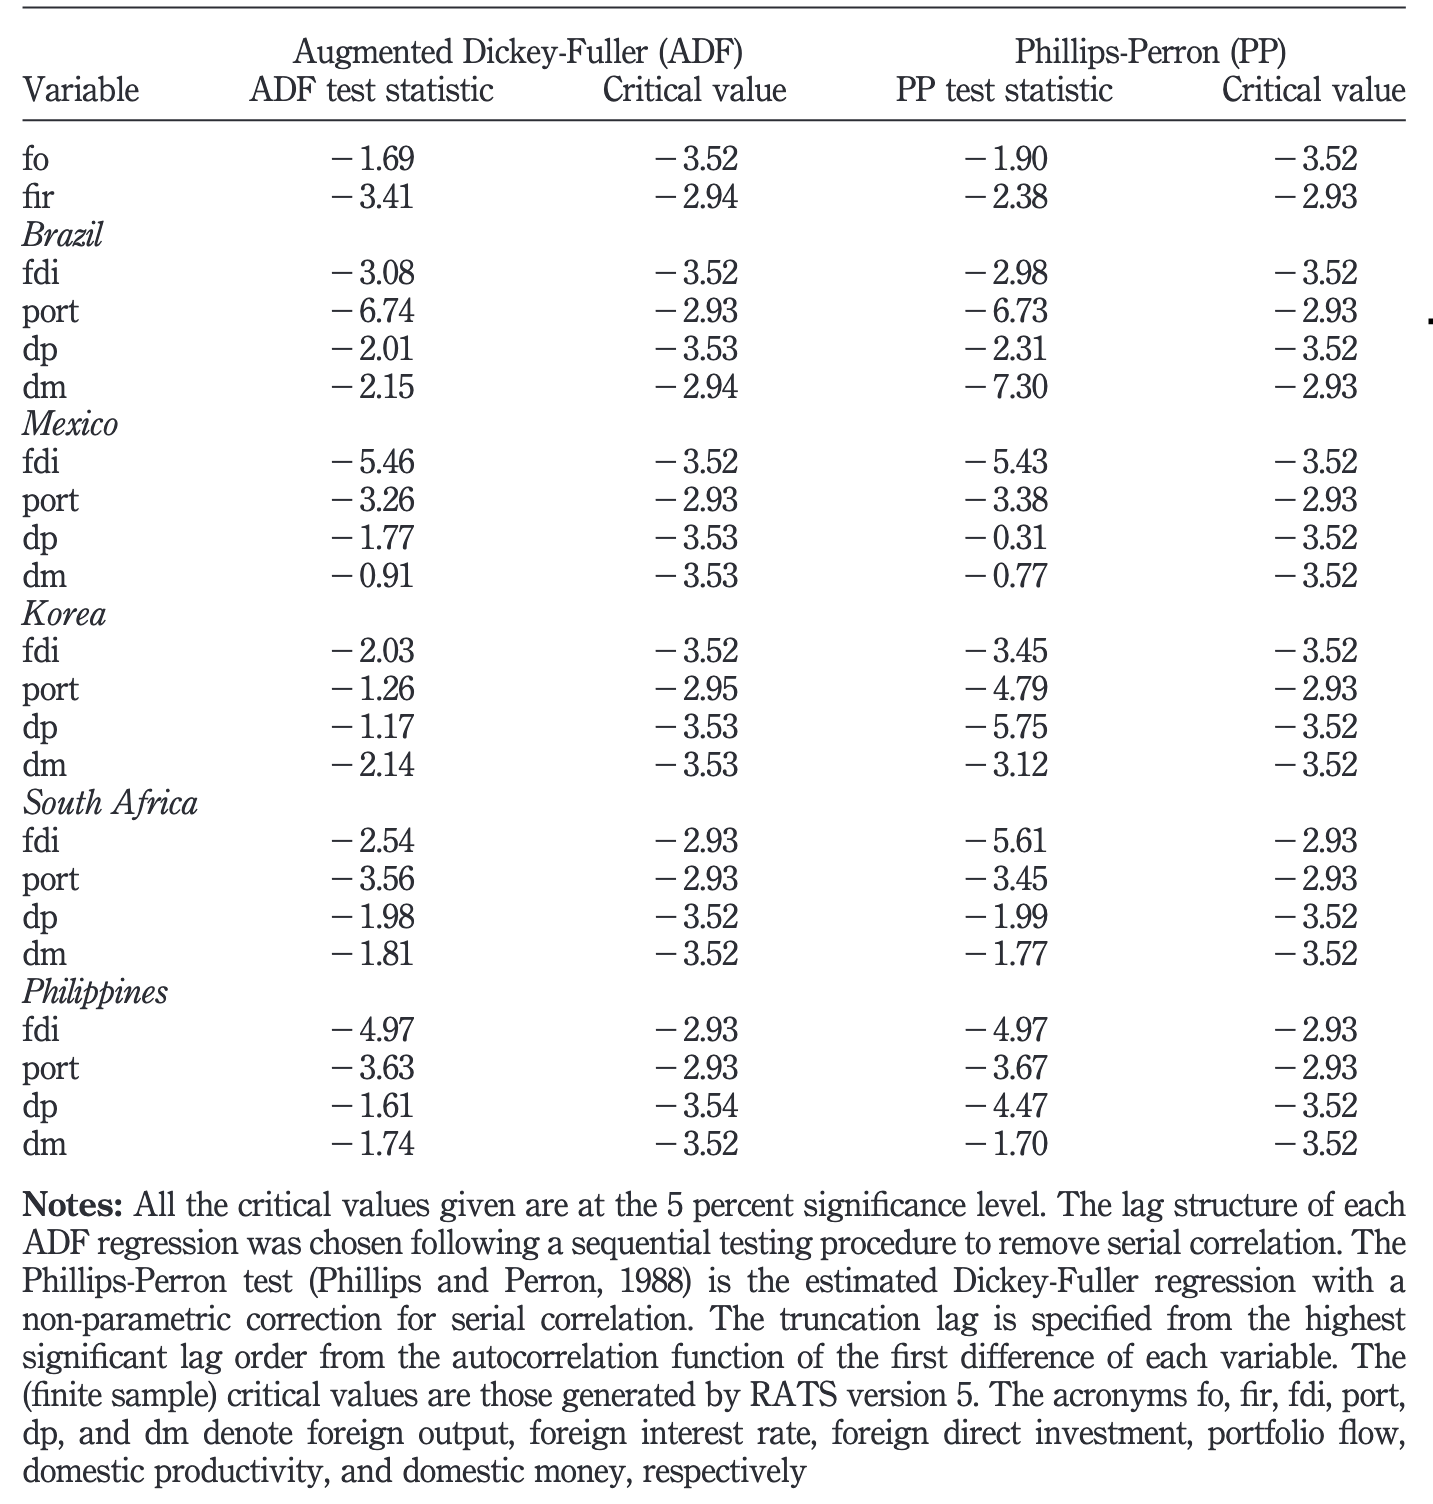 Augmented Dickey-Fuller (ADF) Phillips-Perron (PP)
Variable ADF test statistic Critical value PP test statistic Critical value
fo −1.69 −3.52 −1.90 −3.52
fir −3.41 −2.94 −2.38 −2.93
Brazil
fdi −3.08 −3.52 −2.98 −3.52
port −6.74 −2.93 −6.73 −2.93
dp −2.01 −3.53 −2.31 −3.52
dm −2.15 −2.94 −7.30 −2.93
Mexico
fdi −5.46 −3.52 −5.43 −3.52
port −3.26 −2.93 −3.38 −2.93
dp −1.77 −3.53 −0.31 −3.52
dm −0.91 −3.53 −0.77 −3.52
Korea
fdi −2.03 −3.52 −3.45 −3.52
port −1.26 −2.95 −4.79 −2.93
dp −1.17 −3.53 −5.75 −3.52
dm −2.14 −3.53 −3.12 −3.52
South Africa
fdi −2.54 −2.93 −5.61 −2.93
port −3.56 −2.93 −3.45 −2.93
dp −1.98 −3.52 −1.99 −3.52
dm −1.81 −3.52 −1.77 −3.52
Philippines
fdi −4.97 −2.93 −4.97 −2.93
port −3.63 −2.93 −3.67 −2.93
dp −1.61 −3.54 −4.47 −3.52
dm −1.74 −3.52 −1.70 −3.52
Notes: All the critical values given are at the 5 percent significance level. The lag structure of each
ADF regression was chosen following a sequential testing procedure to remove serial correlation. The
Phillips-Perron test (Phillips and Perron, 1988) is the estimated Dickey-Fuller regression with a
non-parametric correction for serial correlation. The truncation lag is specified from the highest
significant lag order from the autocorrelation function of the first difference of each variable. The
(finite sample) critical values are those generated by RATS version 5. The acronyms fo, fir, fdi, port,
dp, and dm denote foreign output, foreign interest rate, foreign direct investment, portfolio flow,
domestic productivity, and domestic money, respectively